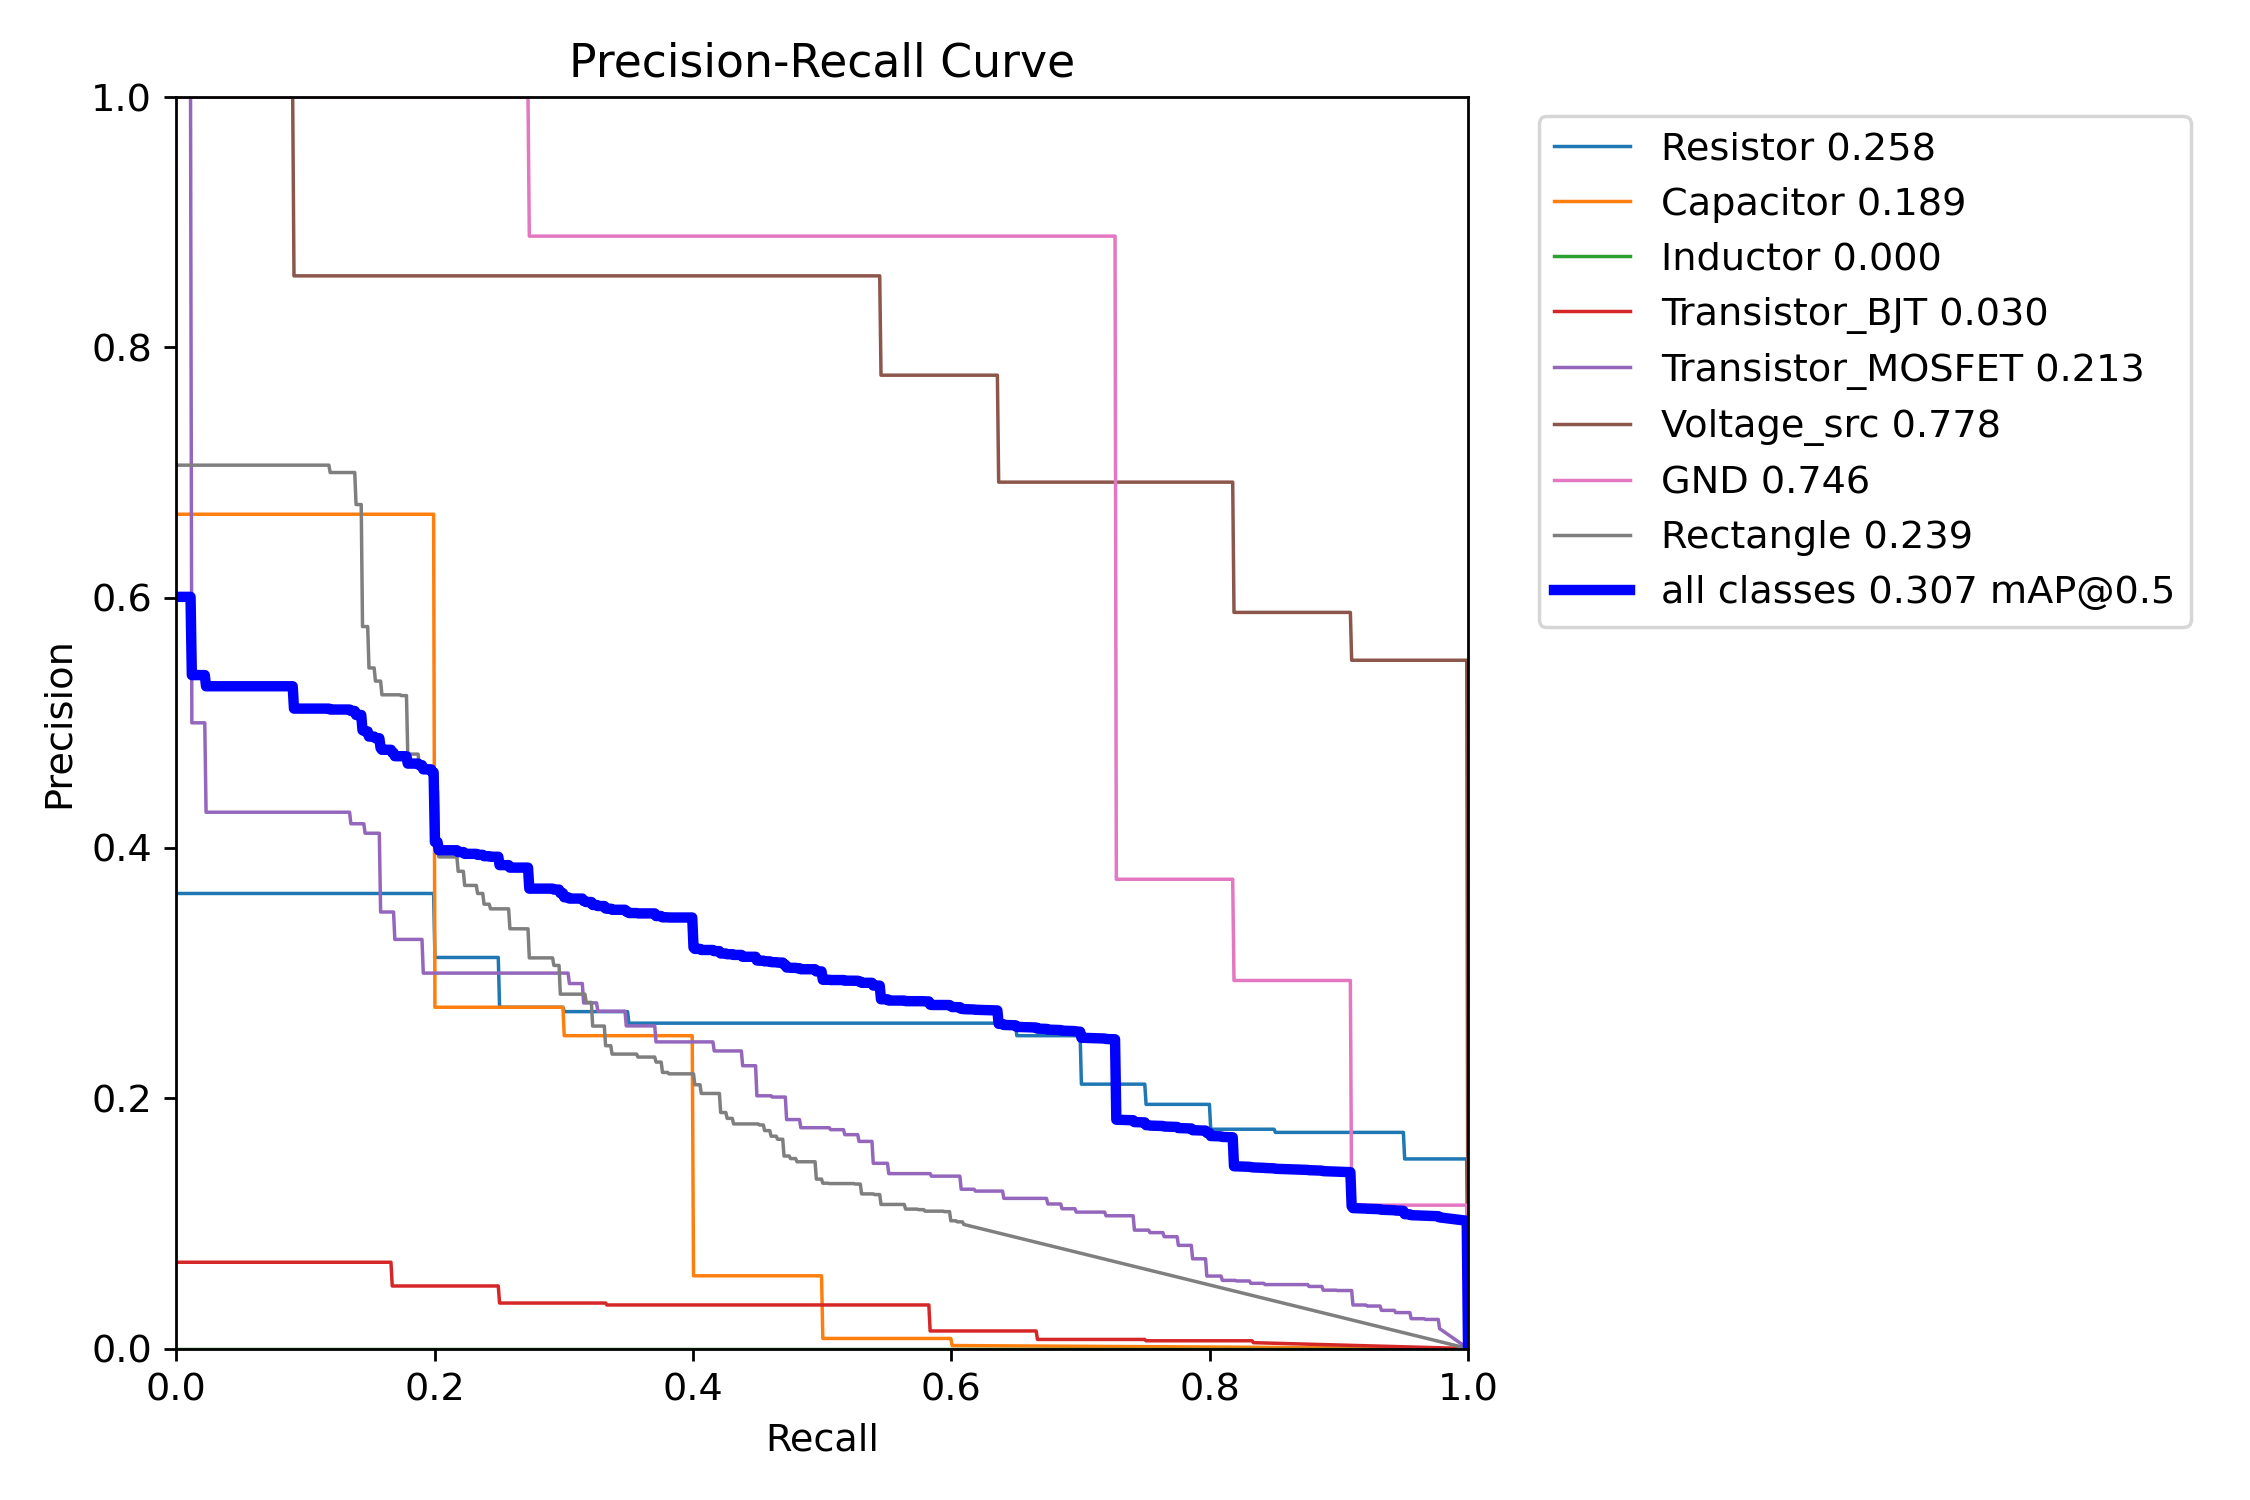 Precision-Recall Curve
1.0
0.8
0.6
0.4
0.2
0.0
Precision
0.0 0.2 0.4 0.6 0.8 1.0
Recall
Resistor 0.258
Capacitor 0.189
Inductor 0.000
Transistor_BJT 0.030
Transistor_MOSFET 0.213
Voltage_src 0.778
GND 0.746
Rectangle 0.239
all classes 0.307 mAP@0.5